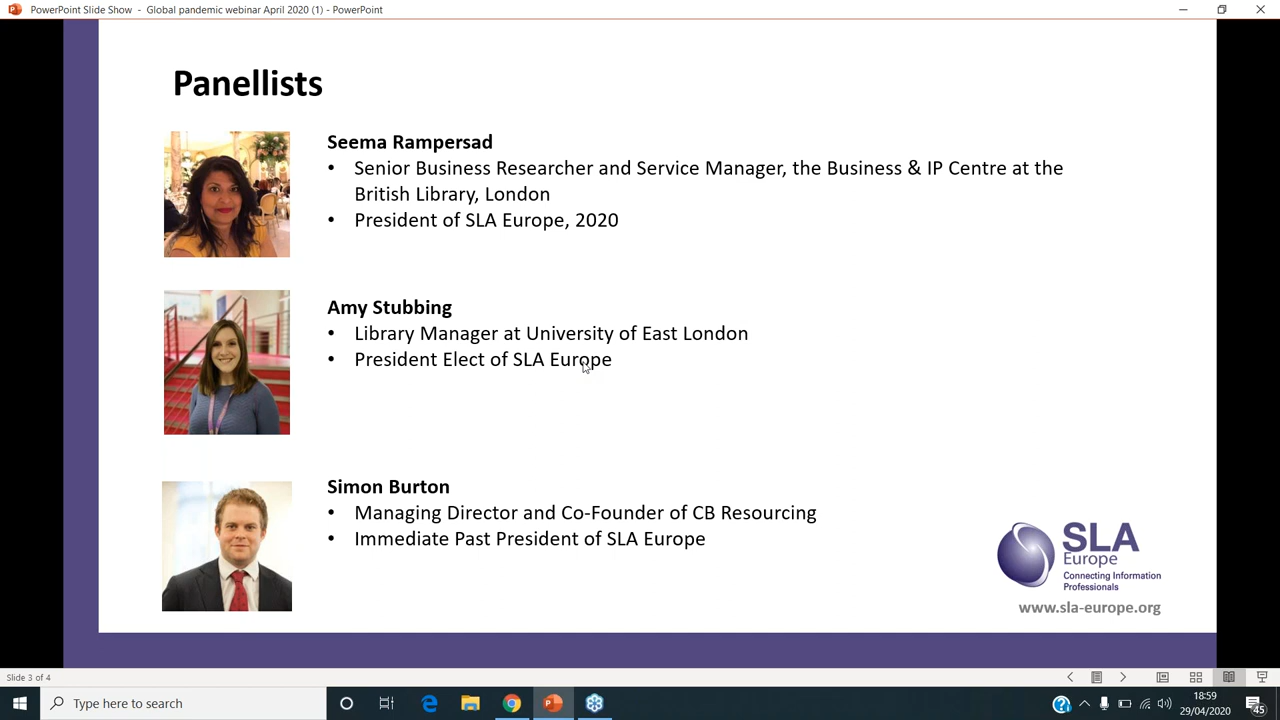 PowerPoint Slide Show - Global pandemic webinar April 2020 (1) - PowerPoint
Panellists
Seema Rampersad
• Senior Business Researcher and Service Manager, the Business & IP Centre at the
British Library, London
• President of SLA Europe, 2020
Amy Stubbing
• Library Manager at University of East London
• President Elect of SLA Europe
Simon Burton
• Managing Director and Co-Founder of CB Resourcing
• Immediate Past President of SLA Europe
SLA
Europe
Connecting Information
Professionals
www.sla-europe.org
Slide 3 of 4
Type here to search
18:59
29/04/2020
45